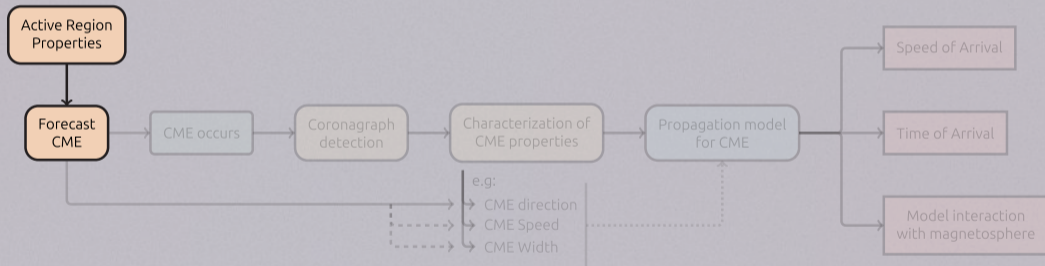 Active Region
Properties
Forecast
CME
CME occurs
Coronagraph
detection
Characterization of
CME properties
Propagation model
for CME
Speed of Arrival
Time of Arrival
Model interaction
with magnetosphere
e.g:
CME direction
CME Speed
CME Width